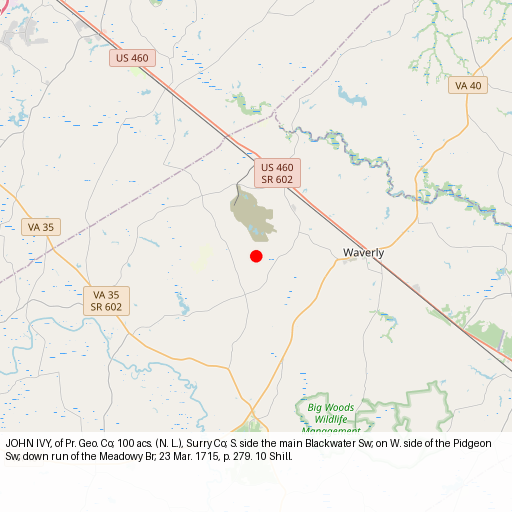 US 460
VA 40
US 460
SR 602
VA 35
Waverly
VA 35
SR 602
Big Woods
Wildlife
Management
JOHN IVY, of Pr. Geo. Co; 100 acs. (N. L.), Surry Co; S. side the main Blackwater Sw; on W. side of the Pidgeon
Sw; down run of the Meadowy Br, 23 Mar. 1715, p. 279. 10 Shill.